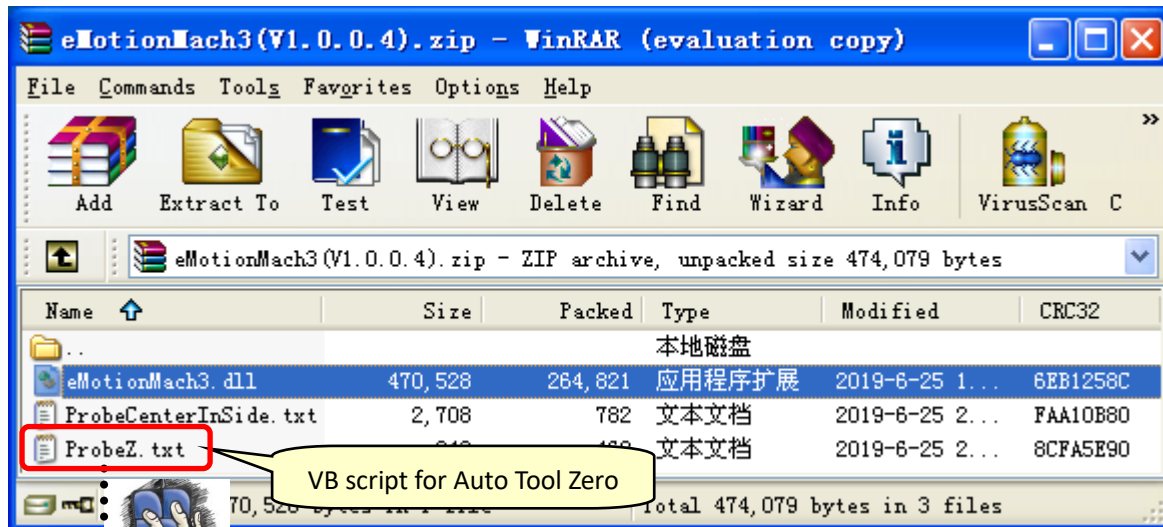 eMotionMach3(V1.0.0.4).zip - WinRAR (evaluation copy)
File Commands Tools Favorites Options Help
Add Extract To Test View Delete Find Wizard Info VirusScan C
eMotionMach3(V1.0.0.4).zip - ZIP archive, unpacked size 474,079 bytes
Name Size Packed Type Modified CRC32
.. 本地磁盘
eMotionMach3.dll 470,528 264,821 应用程序扩展 2019-6-25 1... 6EB1258C
ProbeCenterInSide.txt 2,708 782 文本文档 2019-6-25 2... FAA10B80
ProbeZ.txt 文本文档 2019-6-25 2... 8CFA5E90
VB script for Auto Tool Zero
Total 474,079 bytes in 3 files